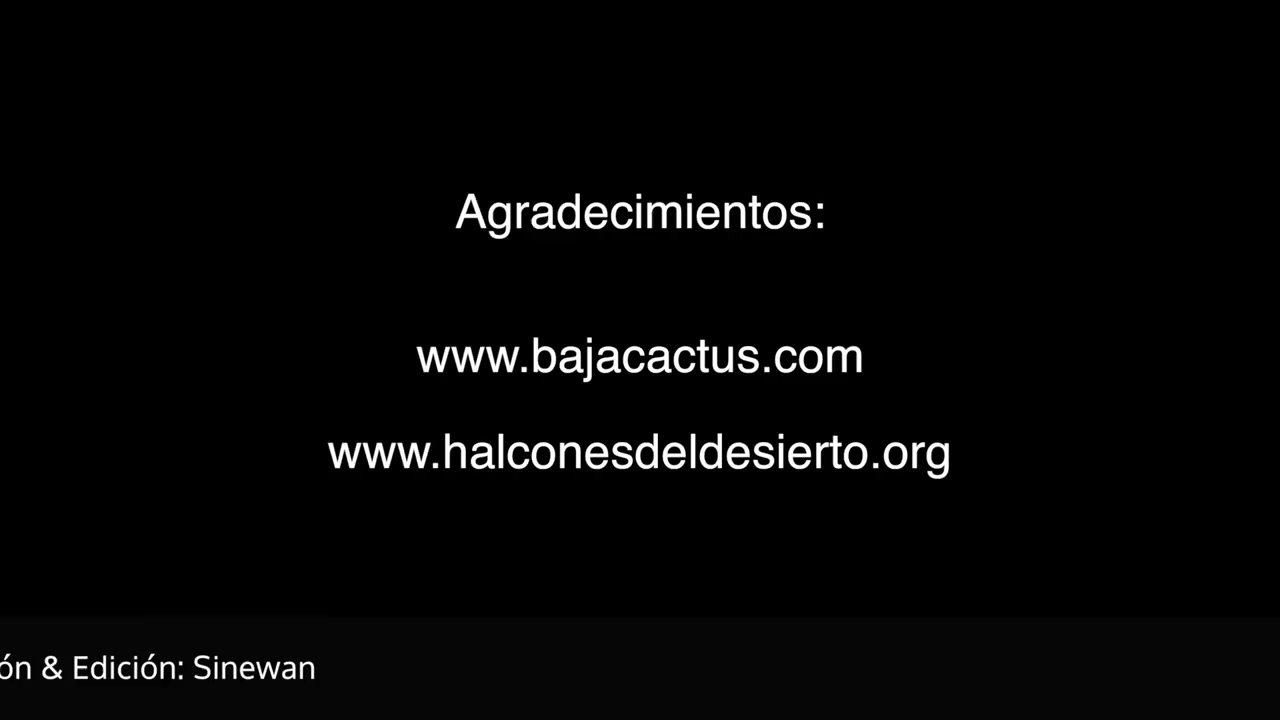 Agradecimientos:
www.bajacactus.com
www.halconesdeldesierto.org
ón & Edición: Sinewan